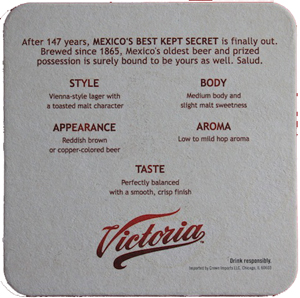 After 147 years, MEXICO'S BEST KEPT SECRET is finally out.
Brewed since 1865, Mexico's oldest beer and prized
possession is surely bound to be yours as well. Salud.
STYLE
Vienna-style lager with
a toasted malt character
BODY
Medium body and
slight malt sweetness
APPEARANCE
Reddish brown
or copper-colored beer
AROMA
Low to mild hop aroma
TASTE
Perfectly balanced
with a smooth, crisp finish
Victoria
Drink responsibly.
Imported by Crown Imports LLC, Chicago, IL 60603